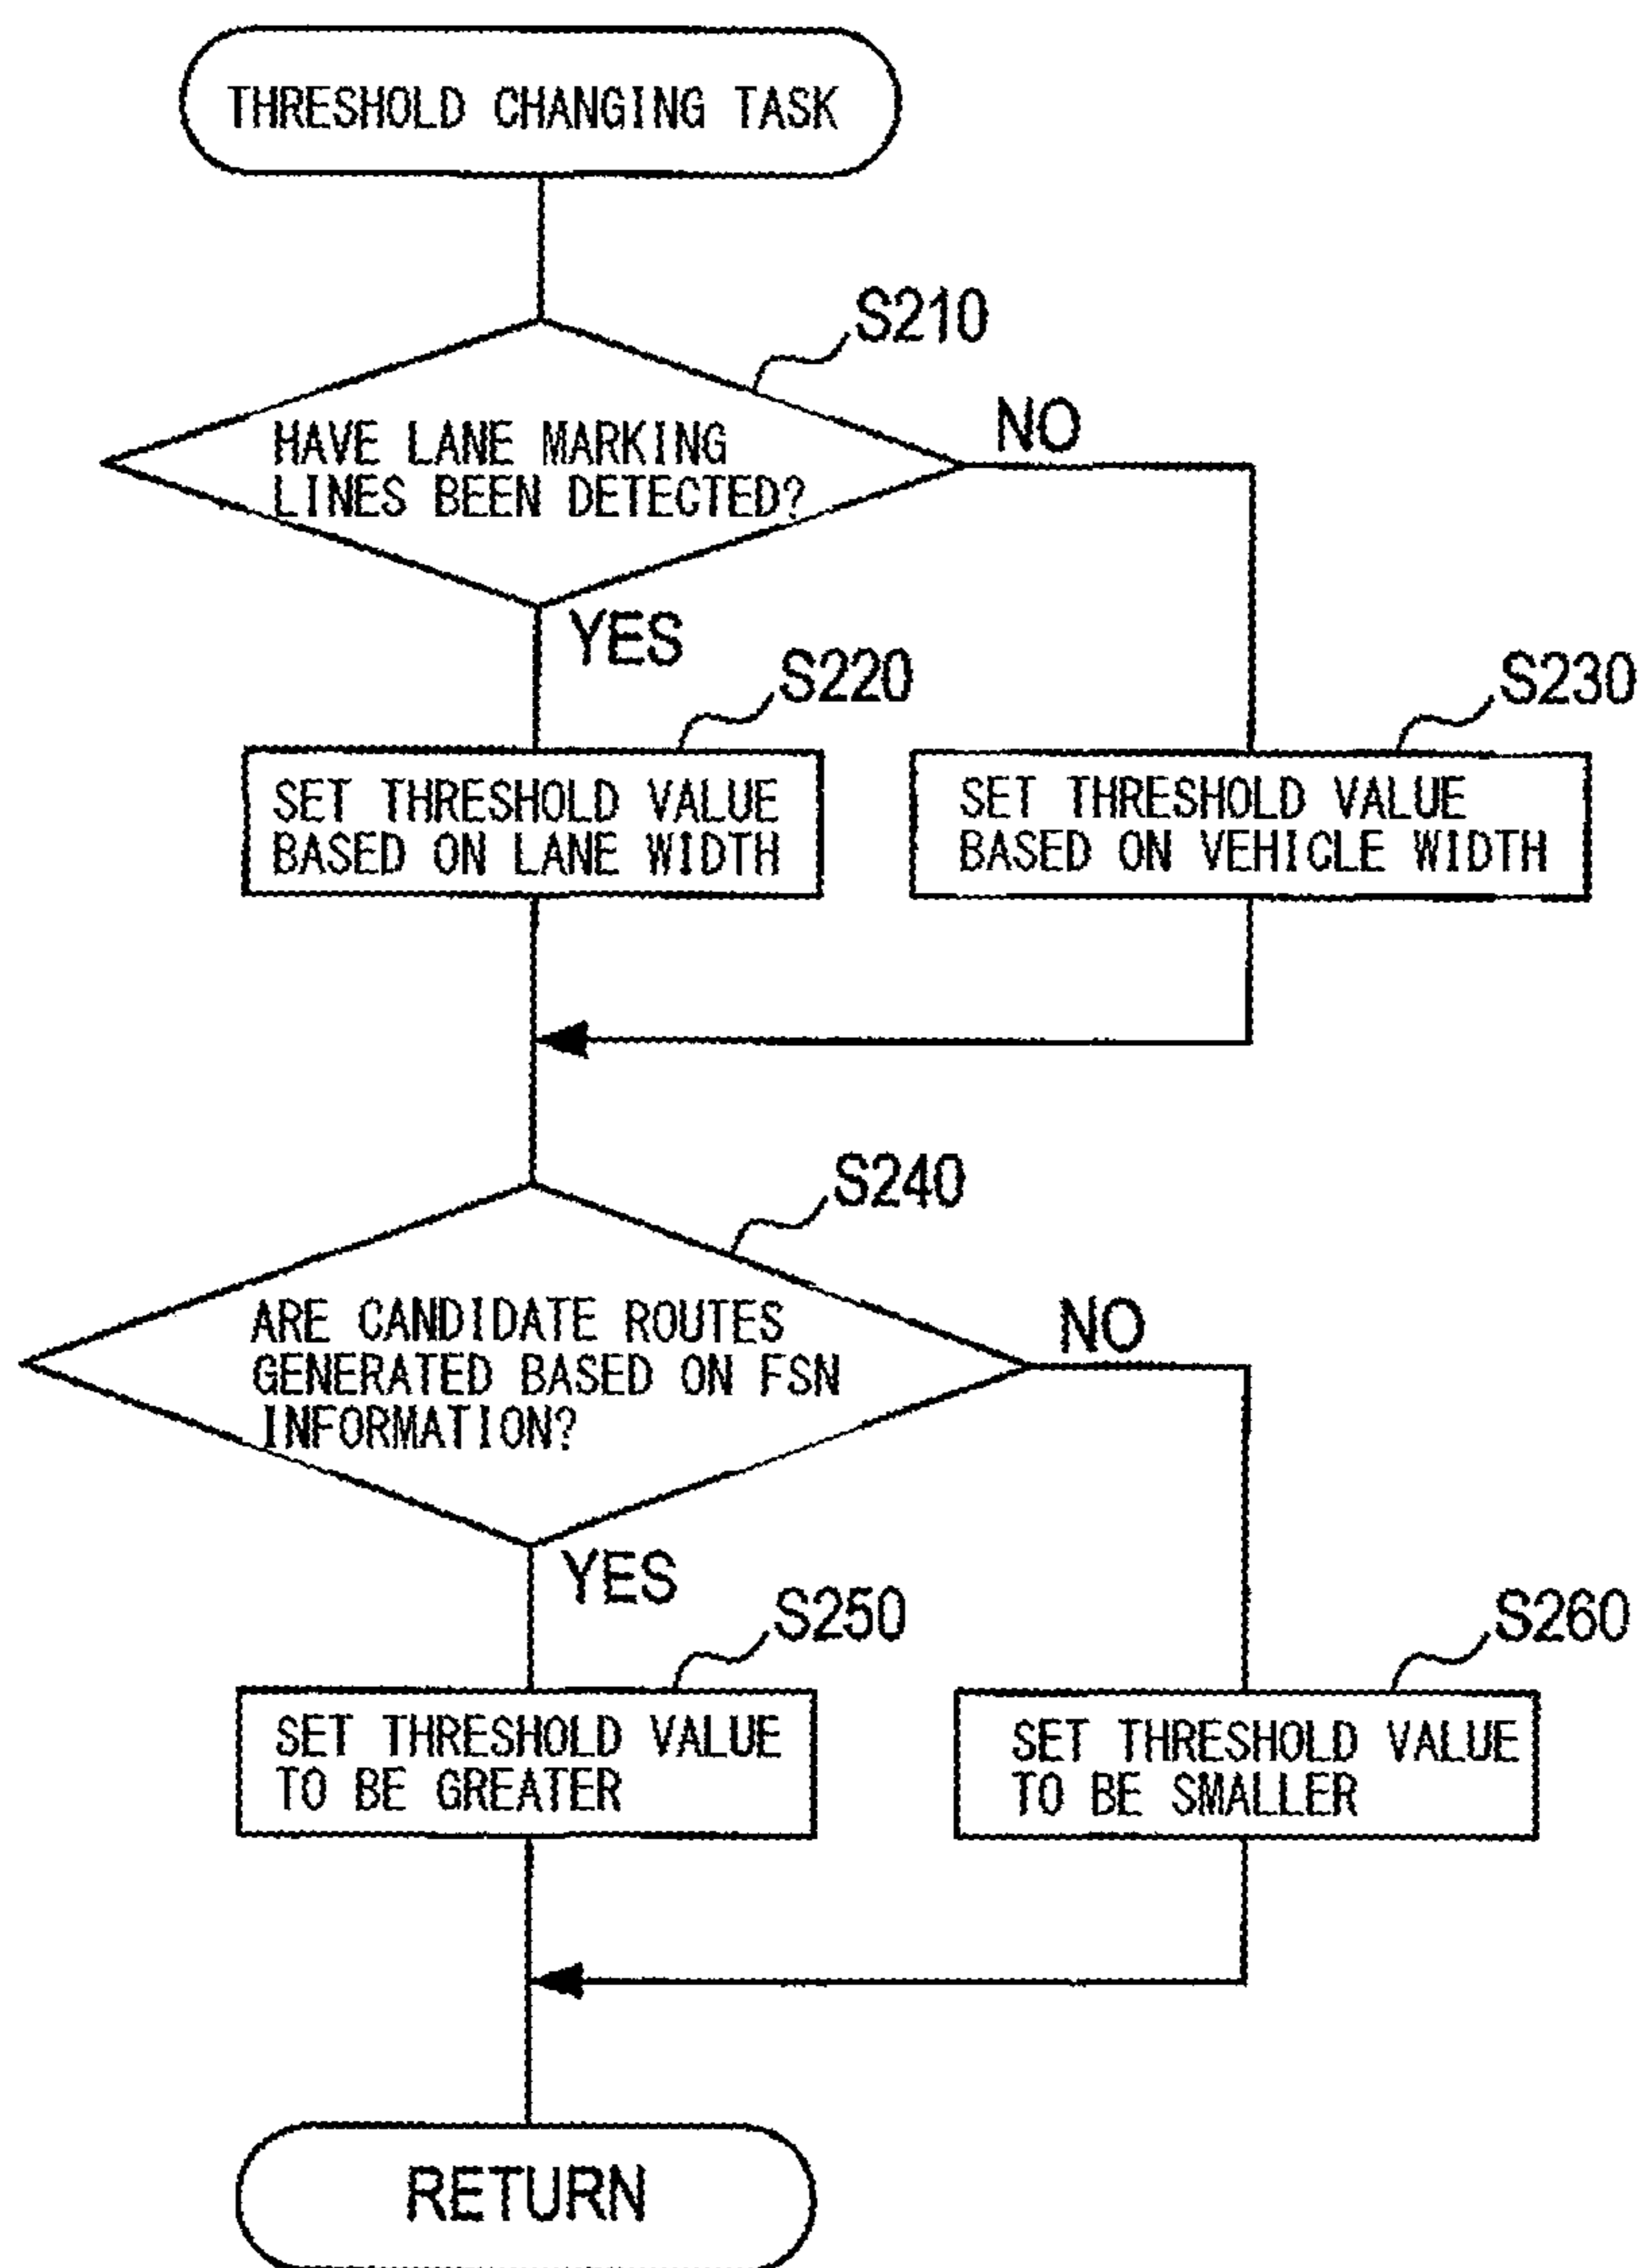 THRESHOLD CHANGING TASK
S210
HAVE LANE MARKING
LINES BEEN DETECTED?
NO
YES
S220
S230
SET THRESHOLD VALUE
BASED ON LANE WIDTH
SET THRESHOLD VALUE
BASED ON VEHICLE WIDTH
S240
ARE CANDIDATE ROUTES
GENERATED BASED ON FSN
INFORMATION?
NO
YES
S250
S260
SET THRESHOLD VALUE
TO BE GREATER
SET THRESHOLD VALUE
TO BE SMALLER
RETURN